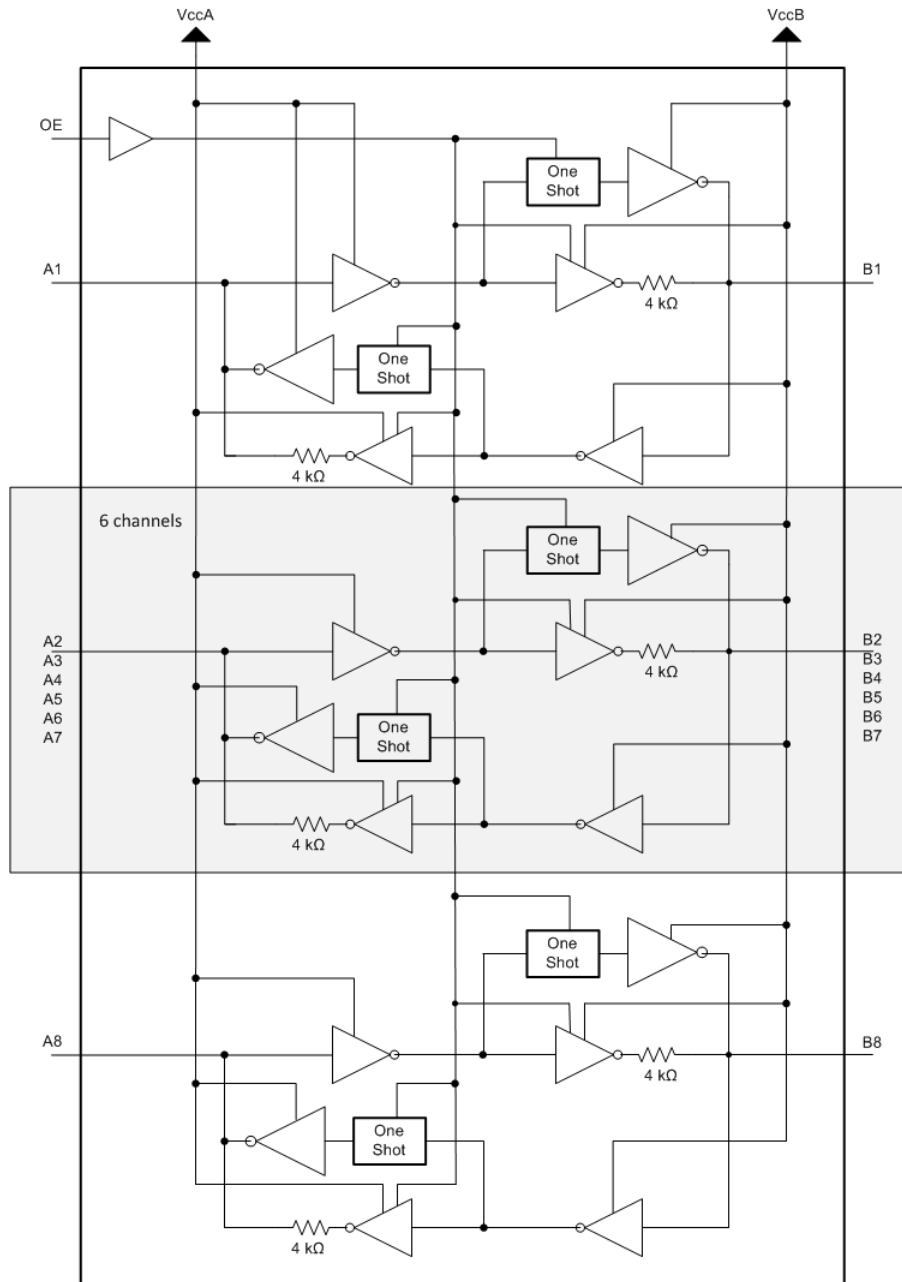 VccA
VccB
OE
One
Shot
A1
B1
4 kΩ
One
Shot
4 kΩ
6 channels
One
Shot
A2
A3
A4
A5
A6
A7
4 kΩ
B2
B3
B4
B5
B6
B7
One
Shot
4 kΩ
One
Shot
A8
B8
4 kΩ
One
Shot
4 kΩ